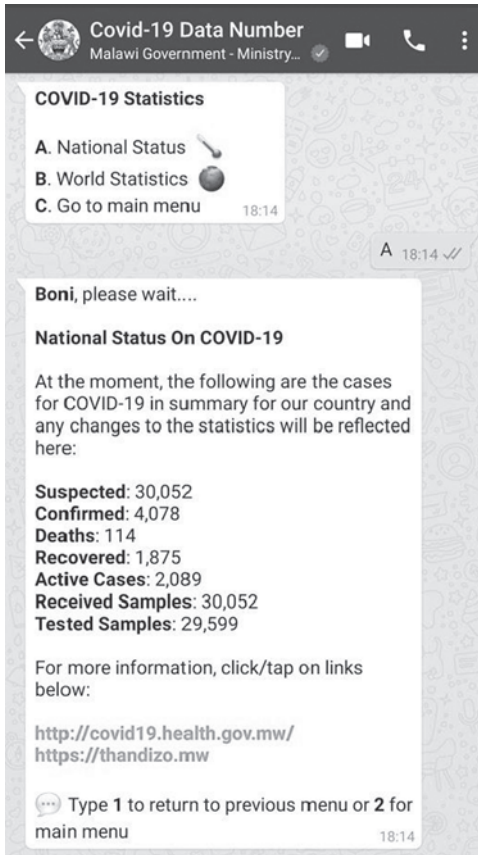 Covid-19 Data Number
Malawi Government - Ministry...
COVID-19 Statistics
A. National Status
B. World Statistics
C. Go to main menu
18:14
A 18:14
Boni, please wait....
National Status On COVID-19
At the moment, the following are the cases
for COVID-19 in summary for our country and
any changes to the statistics will be reflected
here:
Suspected: 30,052
Confirmed: 4,078
Deaths: 114
Recovered: 1,875
Active Cases: 2,089
Received Samples: 30,052
Tested Samples: 29,599
For more information, click/tap on links
below:
http://covid19.health.gov.mw/
https://thandizo.mw
Type 1 to return to previous menu or 2 for
main menu
18:14